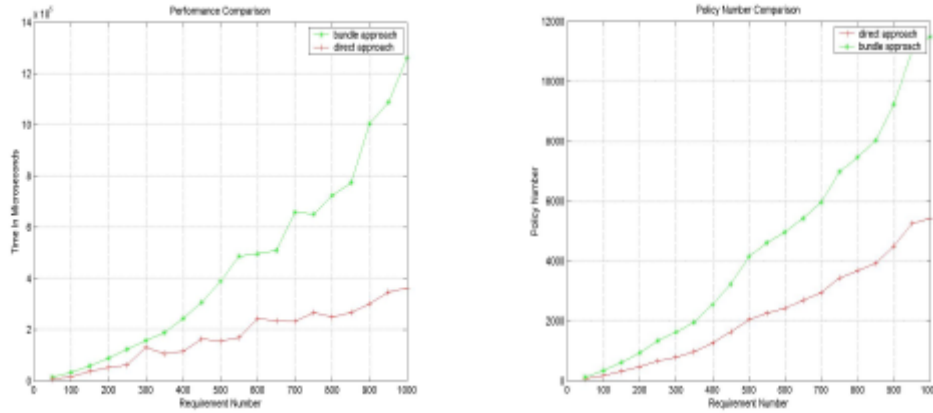 Performance Comparison
x 10⁵
14
12
10
8
6
4
2
0
bundle approach
direct approach
Time In Microseconds
0 100 200 300 400 500 600 700 800 900 1000
Requirement Number
Policy Number Comparison
12000
10000
8000
6000
4000
2000
0
direct approach
bundle approach
Policy Number
0 100 200 300 400 500 600 700 800 900 1000
Requirement Number